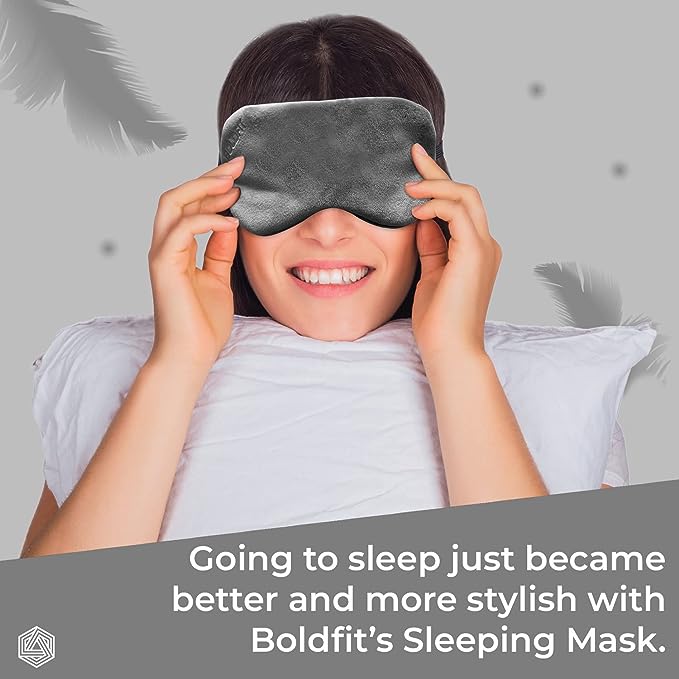 Going to sleep just became
better and more stylish with
Boldfit’s Sleeping Mask.